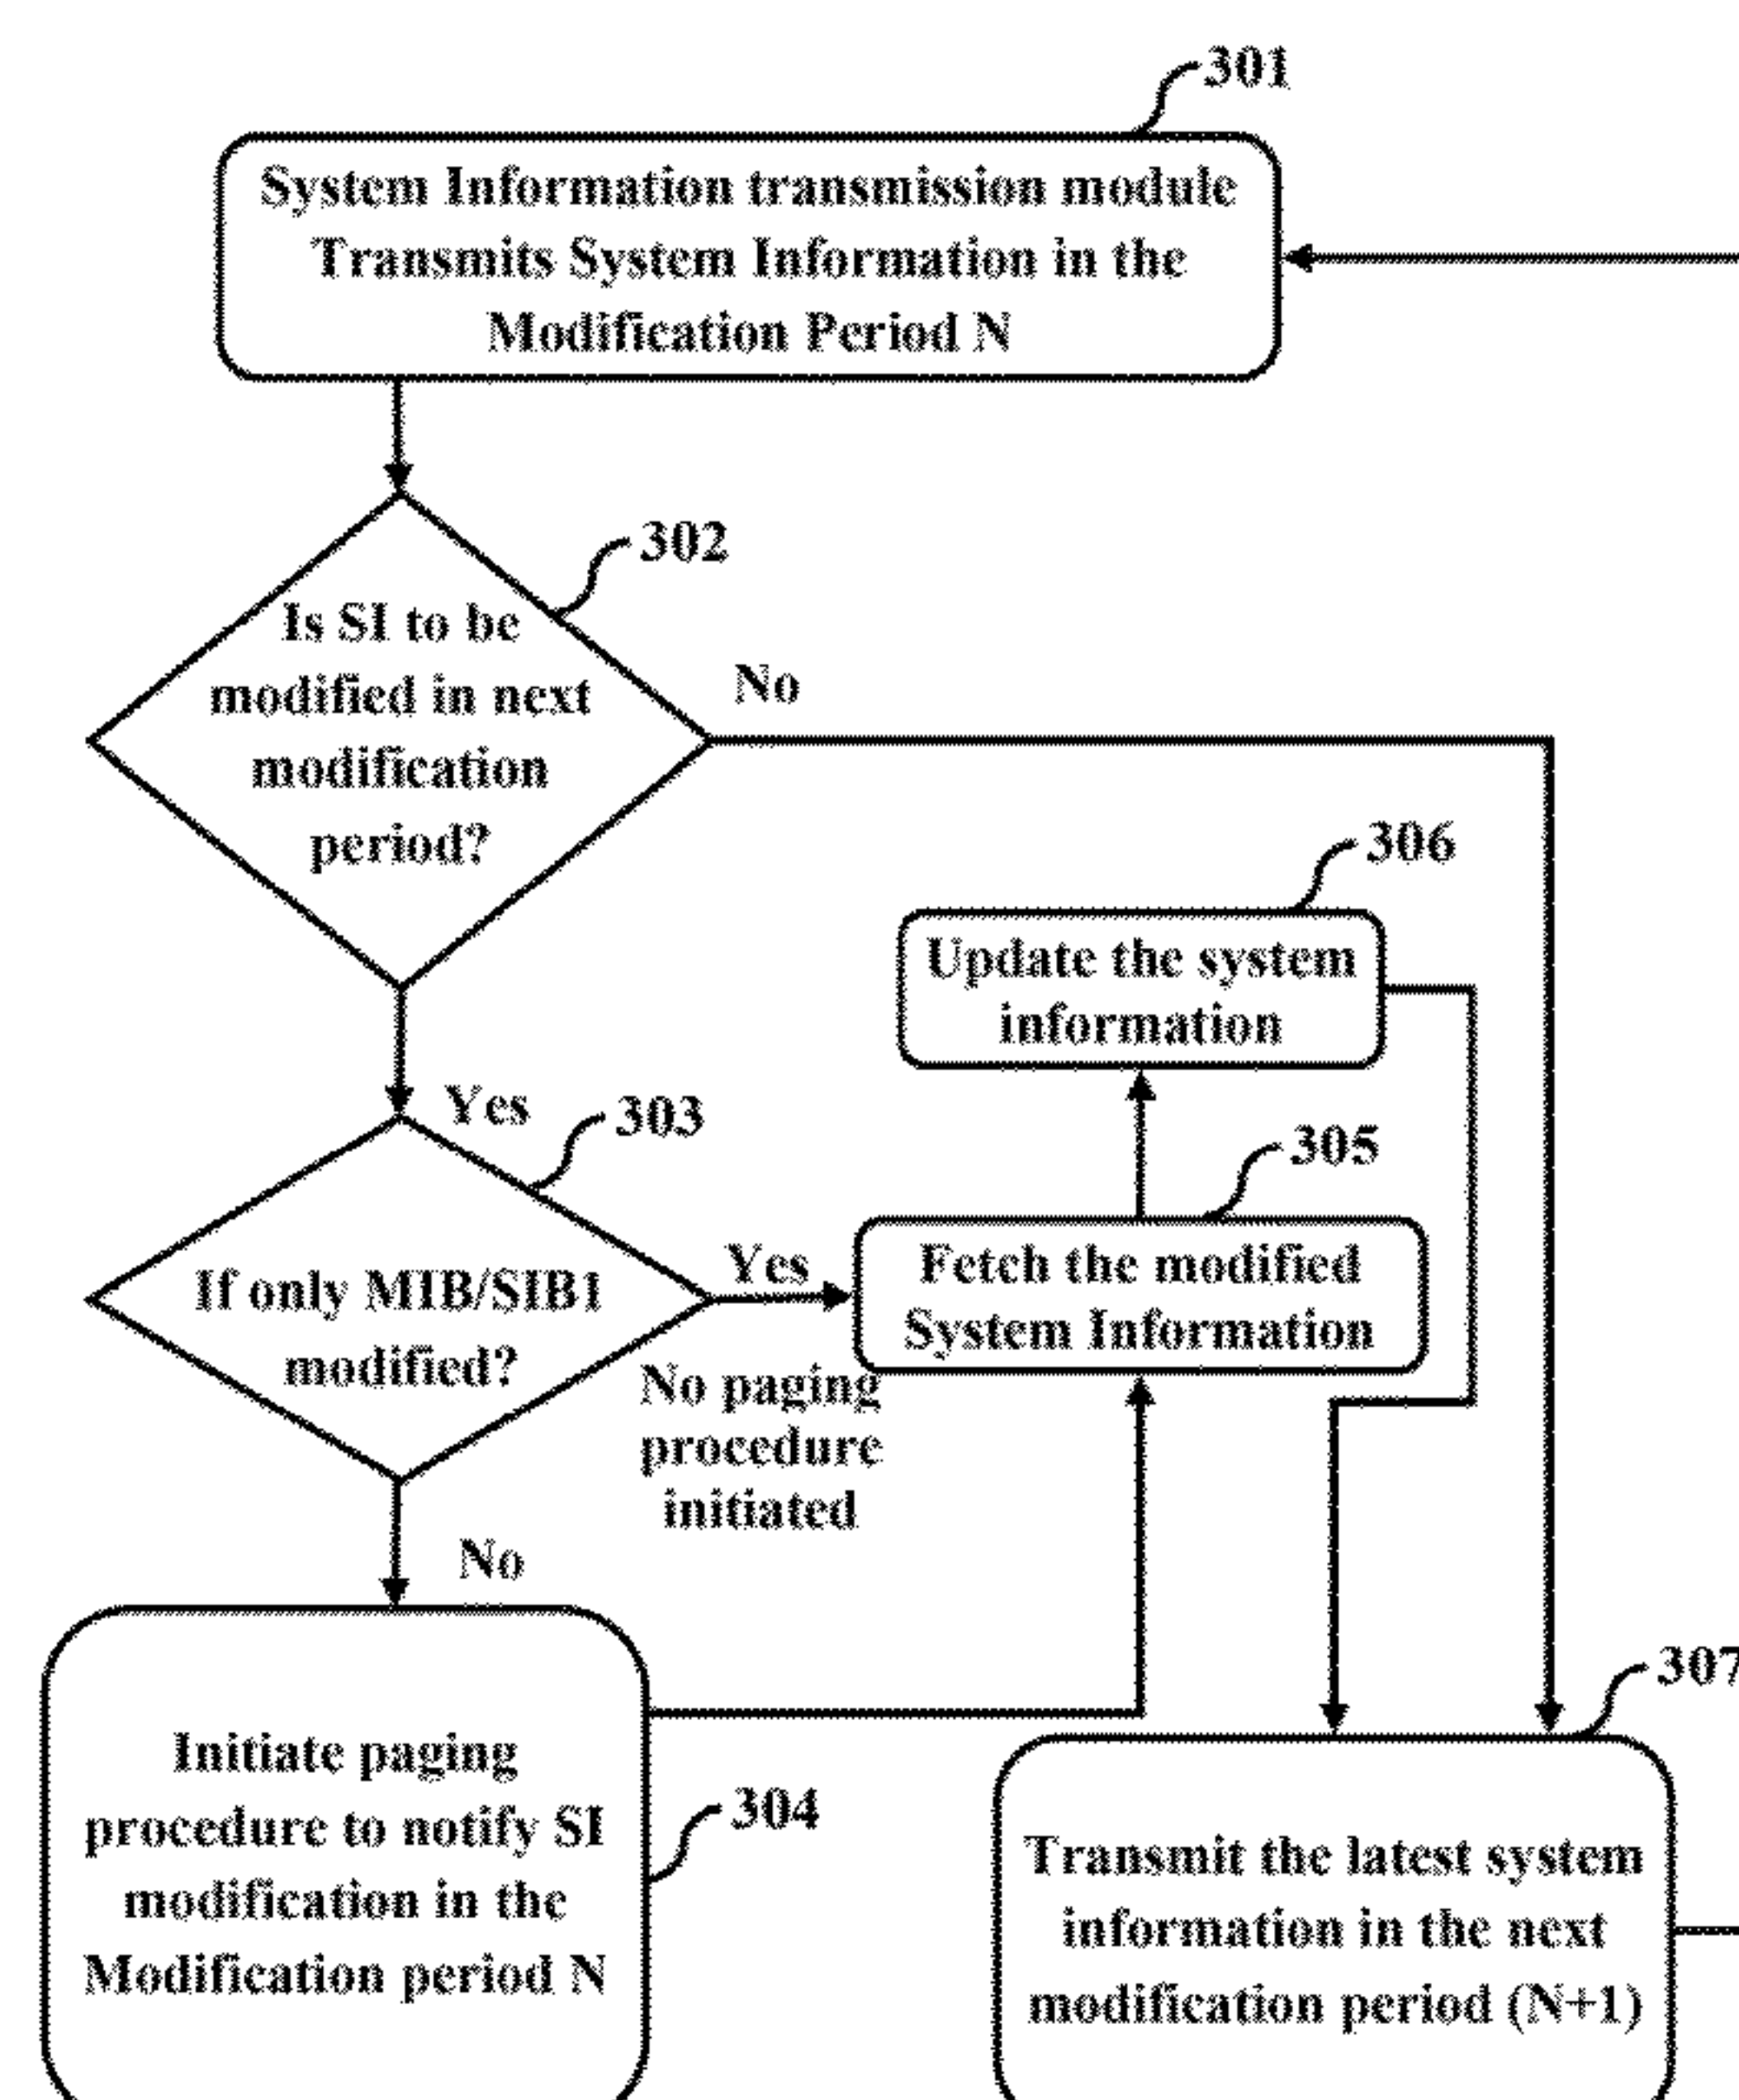 301
System Information transmission module
Transmits System Information in the
Modification Period N
302
Is SI to be
modified in next
modification
period?
No
306
Update the system
information
Yes
303
305
If only MIB/SIB1
modified?
Yes
Fetch the modified
System Information
No paging
procedure
initiated
No
Initiate paging
procedure to notify SI
modification in the
Modification period N
304
307
Transmit the latest system
information in the next
modification period (N+1)